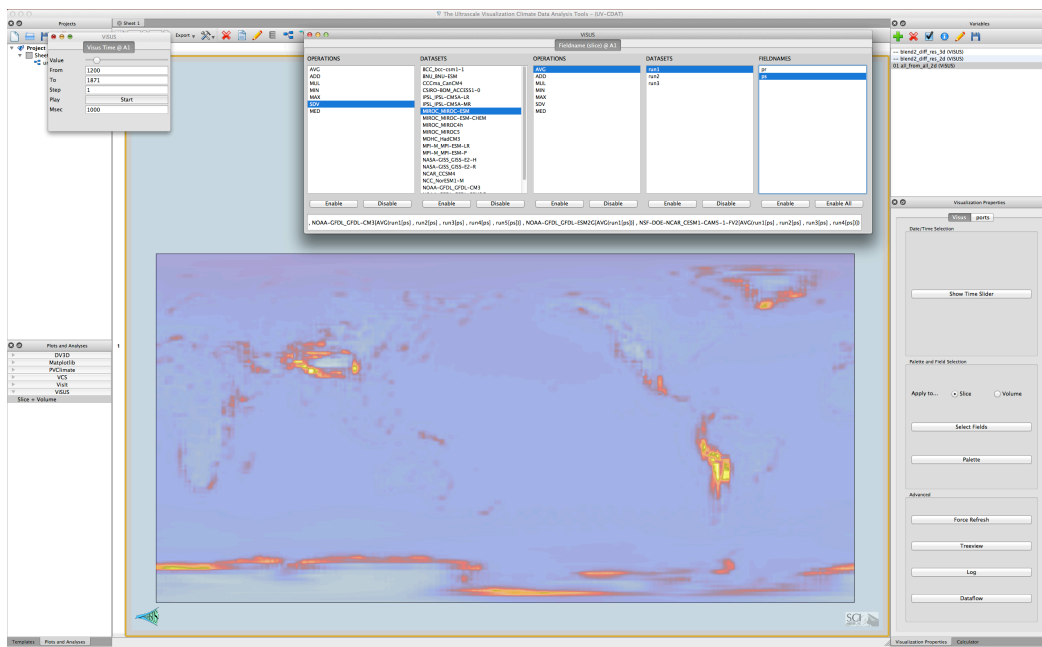 The Ultrascale Visualization Climate Data Analysis Tools - (UV-CDAT)
Projects
Sheet 1
Variables
Project
Sheet
Export
ViSUS
Visus Time @ A1
Value
From 1200
To 1871
Step 1
Play Start
Msec 1000
ViSUS
Fieldname (slice) @ A1
OPERATIONS
AVG
ADD
MUL
MIN
MAX
SDV
MED
Enable Disable
DATASETS
BCC_bcc-csm1-1
BNU_BNU-ESM
CCCma_CanCM4
CSIRO-BOM_ACCESS1-0
IPSL_IPSL-CM5A-LR
IPSL_IPSL-CM5A-MR
MIROC_MIROC-ESM
MIROC_MIROC-ESM-CHEM
MIROC_MIROC4h
MIROC_MIROC5
MOHC_HadCM3
MPI-M_MPI-ESM-LR
MPI-M_MPI-ESM-P
NASA-GISS_GISS-E2-H
NASA-GISS_GISS-E2-R
NCAR_CCSM4
NCC_NorESM1-M
NOAA-GFDL_GFDL-CM3
Enable Disable
OPERATIONS
AVG
ADD
MUL
MIN
MAX
SDV
MED
Enable Disable
DATASETS
run1
run2
run3
Enable Disable
FIELDNAMES
pr
ps
Enable Enable All
, NOAA-GFDL_GFDL-CM3[AVG(run1[ps] , run2[ps] , run3[ps] , run4[ps] , run5[ps])] , NOAA-GFDL_GFDL-ESM2G[AVG(run1[ps])] , NSF-DOE-NCAR_CESM1-CAM5-1-FV2[AVG(run1[ps] , run2[ps] , run3[ps] , run4[ps])])
blend2_diff_res_3d (ViSUS)
blend2_diff_res_2d (ViSUS)
01 all_from_all_2d (ViSUS)
Visualization Properties
Visus ports
Date/Time Selection
Show Time Slider
Palette and Field Selection
Apply to... Slice Volume
Select Fields
Palette
Advanced
Force Refresh
Treeview
Log
Dataflow
Plots and Analyses
DV3D
Matplotlib
PVClimate
VCS
VisIt
ViSUS
Slice + Volume
1
SCI
Templates Plots and Analyses
Visualization Properties Calculator